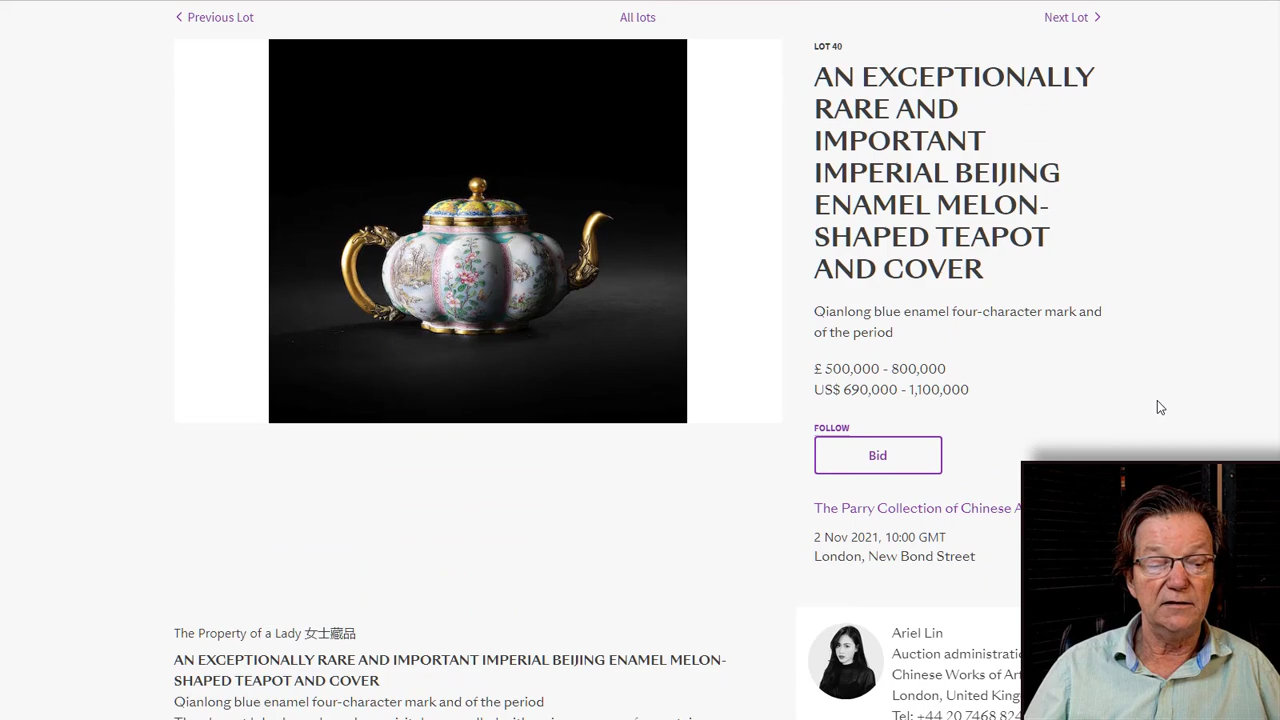 Previous Lot
All lots
Next Lot
LOT 40
AN EXCEPTIONALLY
RARE AND
IMPORTANT
IMPERIAL BEIJING
ENAMEL MELON-
SHAPED TEAPOT
AND COVER
Qianlong blue enamel four-character mark and
of the period
£ 500,000 - 800,000
US$ 690,000 - 1,100,000
FOLLOW
Bid
The Parry Collection of Chinese
2 Nov 2021, 10:00 GMT
London, New Bond Street
The Property of a Lady 女士藏品
AN EXCEPTIONALLY RARE AND IMPORTANT IMPERIAL BEIJING ENAMEL MELON-
SHAPED TEAPOT AND COVER
Qianlong blue enamel four-character mark and of the period
Ariel Lin
Auction administration
Chinese Works of
London, United
Tel: +44 20 7468